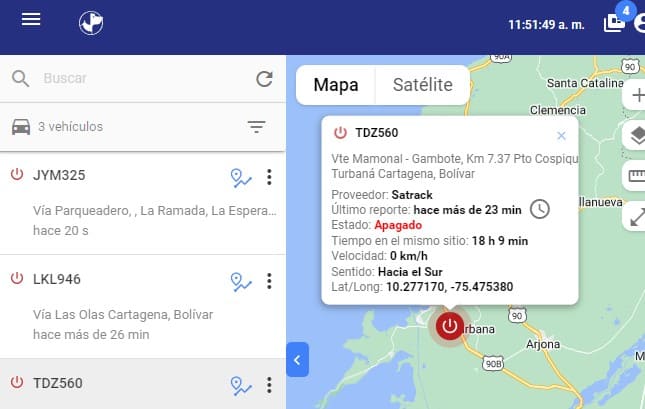 11:51:49 a. m.
4
Buscar
3 vehículos
JYM325
Vía Parqueadero, , La Ramada, La Espera...
hace 20 s
LKL946
Vía Las Olas Cartagena, Bolívar
hace más de 26 min
TDZ560
Mapa
Satélite
90A
90
Santa Catalina
Clemencia
TDZ560
Vte Mamonal - Gambote, Km 7.37 Pto Cospiqu
Turbaná Cartagena, Bolívar
Proveedor: Satrack
Último reporte: hace más de 23 min
Estado: Apagado
Tiempo en el mismo sitio: 18 h 9 min
Velocidad: 0 km/h
Sentido: Hacia el Sur
Lat/Long: 10.277170, -75.475380
llanueva
rbana
90
Arjona
90B
M